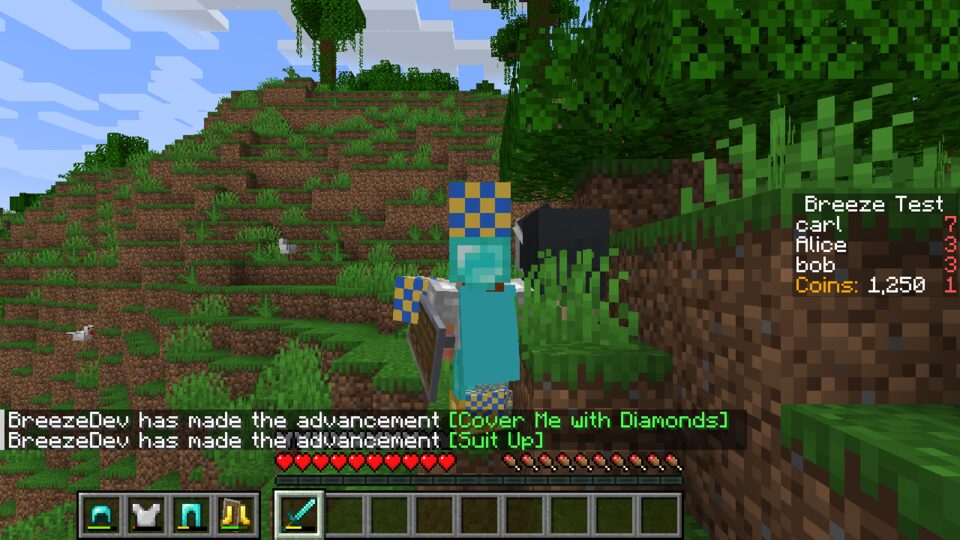 Breeze Test
carl 7
Alice 3
bob 3
Coins: 1,250 1
BreezeDev has made the advancement [Cover Me with Diamonds]
BreezeDev has made the advancement [Suit Up]